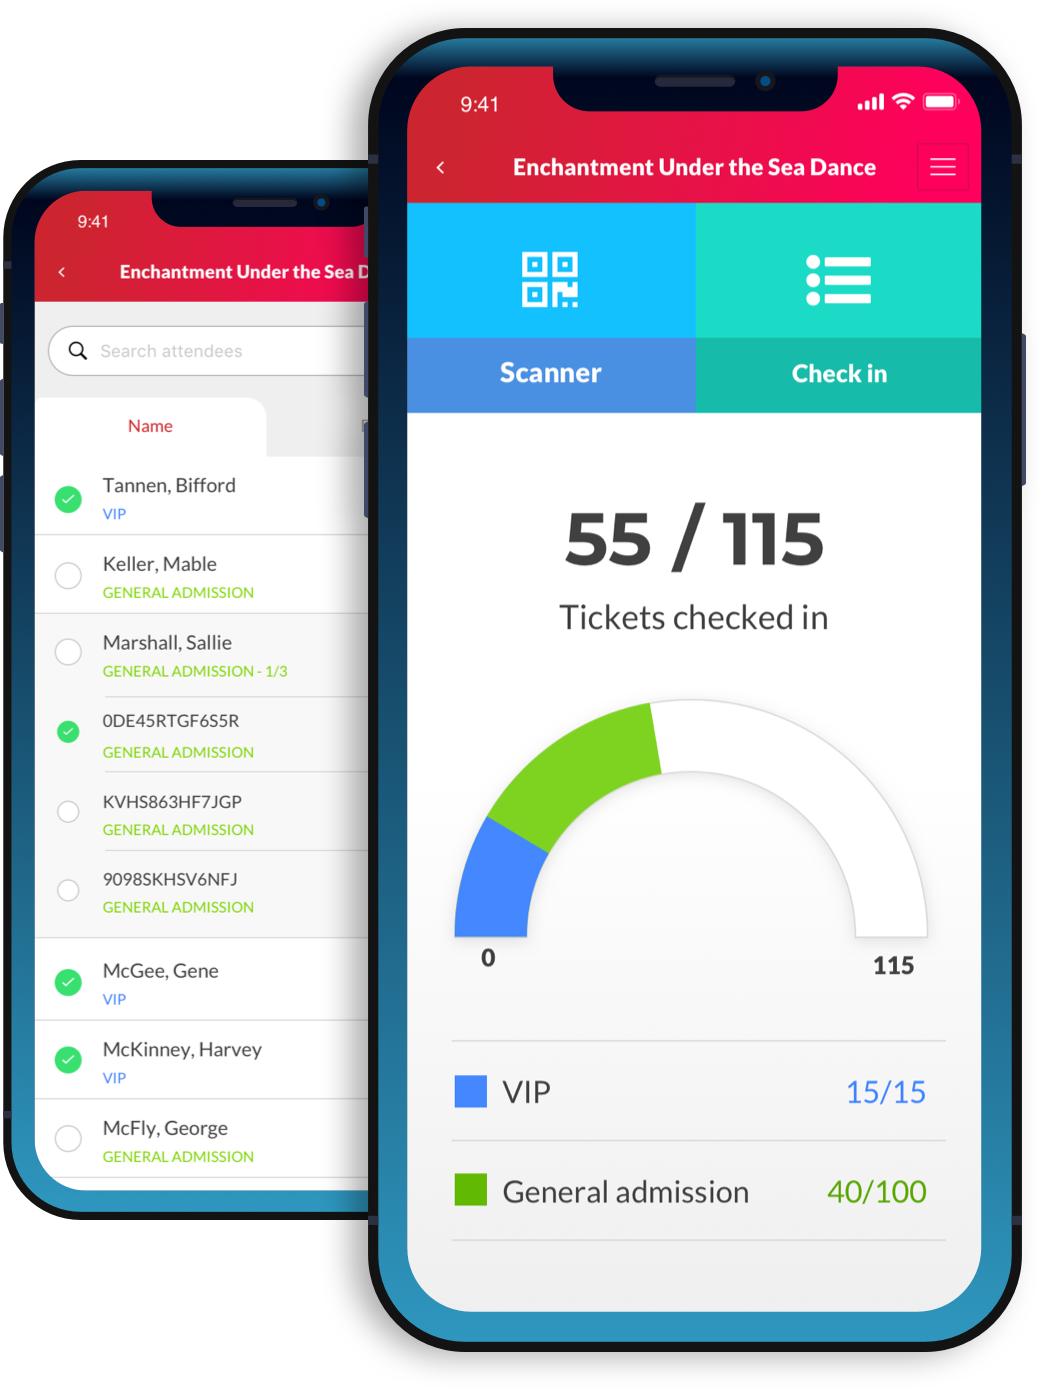 9:41
Enchantment Under the Sea D
Search attendees
Name
Tannen, Bifford
VIP
Keller, Mable
GENERAL ADMISSION
Marshall, Sallie
GENERAL ADMISSION - 1/3
0DE45RTGF6S5R
GENERAL ADMISSION
KVHS863HF7JGP
GENERAL ADMISSION
9098SKHSV6NFJ
GENERAL ADMISSION
McGee, Gene
VIP
McKinney, Harvey
VIP
McFly, George
GENERAL ADMISSION
9:41
Enchantment Under the Sea Dance
Scanner
Check in
55 / 115
Tickets checked in
0
115
VIP 15/15
General admission 40/100